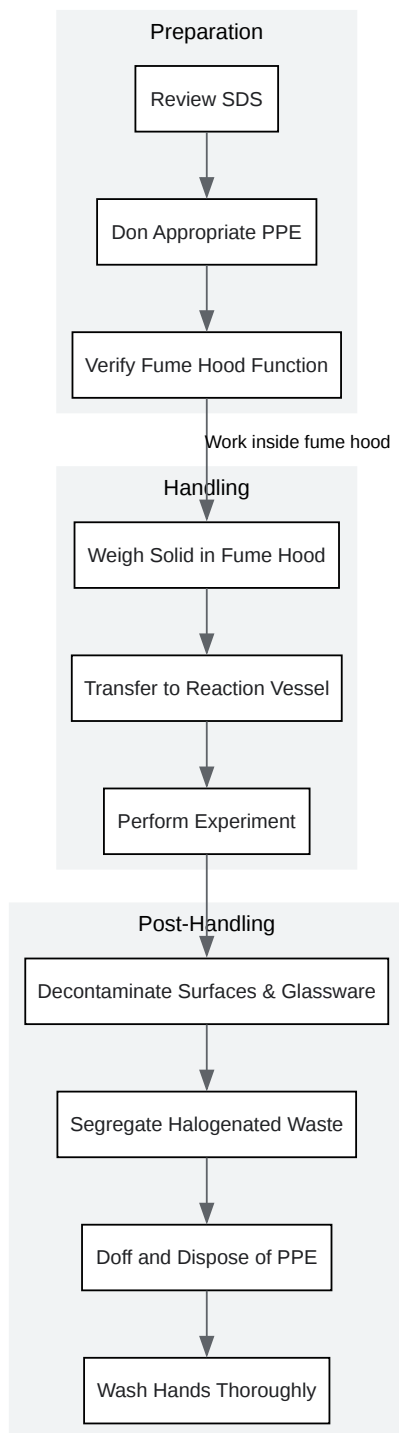 Preparation
Review SDS
Don Appropriate PPE
Verify Fume Hood Function
Work inside fume hood
Handling
Weigh Solid in Fume Hood
Transfer to Reaction Vessel
Perform Experiment
Post-Handling
Decontaminate Surfaces & Glassware
Segregate Halogenated Waste
Doff and Dispose of PPE
Wash Hands Thoroughly